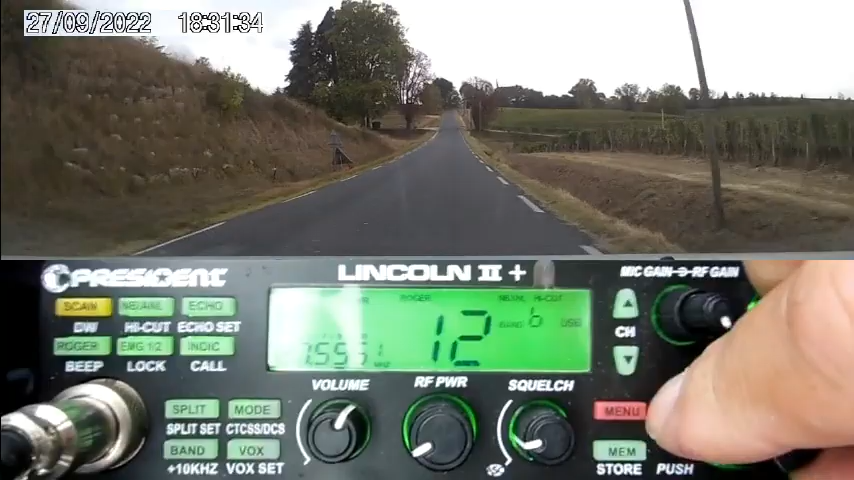 27/09/2022 18:31:34
PRESIDENT LINCOLN II + MIC GAIN RF GAIN
SCAN NB/ANL ECHO
DW HI-CUT ECHO SET
ROGER EMG 1/2 INDIC
BEEP LOCK CALL
ROGER NB/ANL HI-CUT
12 BAND 6 USB
CH
VOLUME RF PWR SQUELCH
SPLIT MODE
SPLIT SET CTCSS/DCS
BAND VOX
+10KHZ VOX SET
MENU
MEM
STORE PUSH